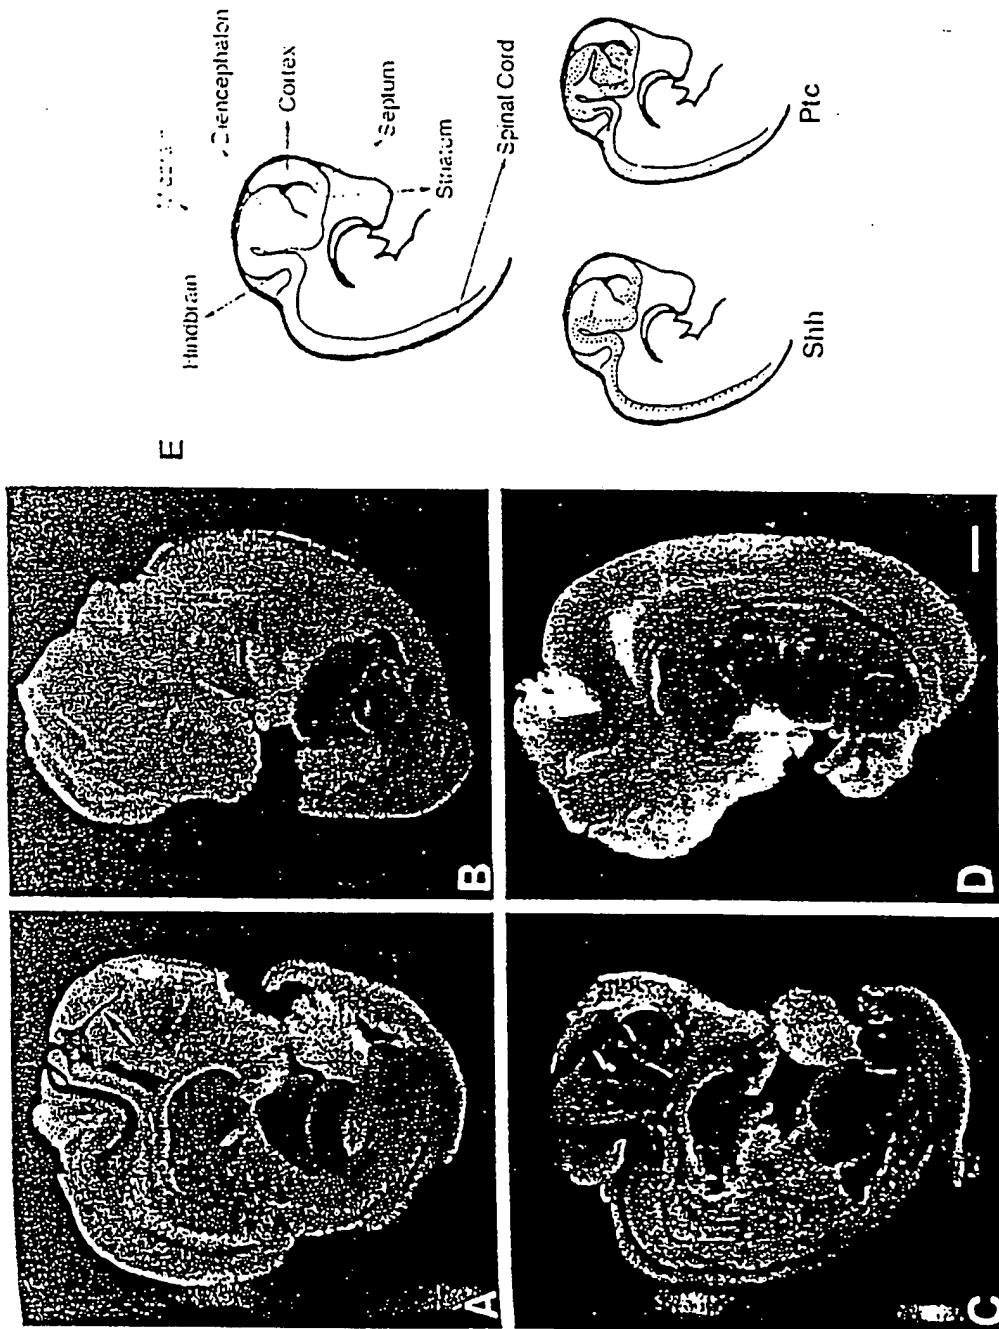 A
B
C
D
E
Hindbrain
Diencephalon
Cortex
Septum
Striatum
Spinal Cord
Shh
Ptc